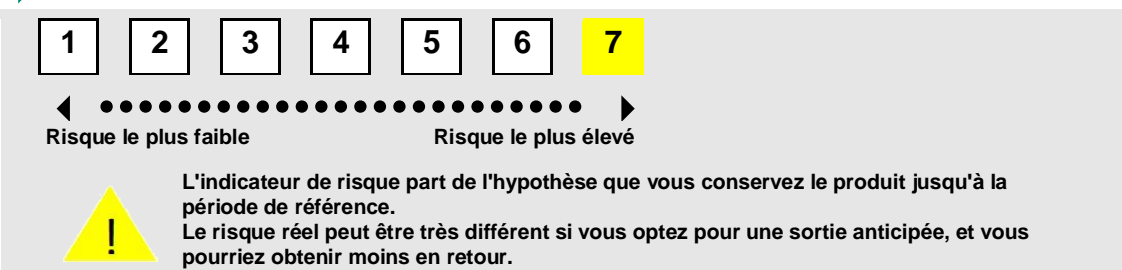 1 2 3 4 5 6 7
Risque le plus faible Risque le plus élevé
L'indicateur de risque part de l'hypothèse que vous conservez le produit jusqu'à la
période de référence.
! Le risque réel peut être très différent si vous optez pour une sortie anticipée, et vous
pourriez obtenir moins en retour.